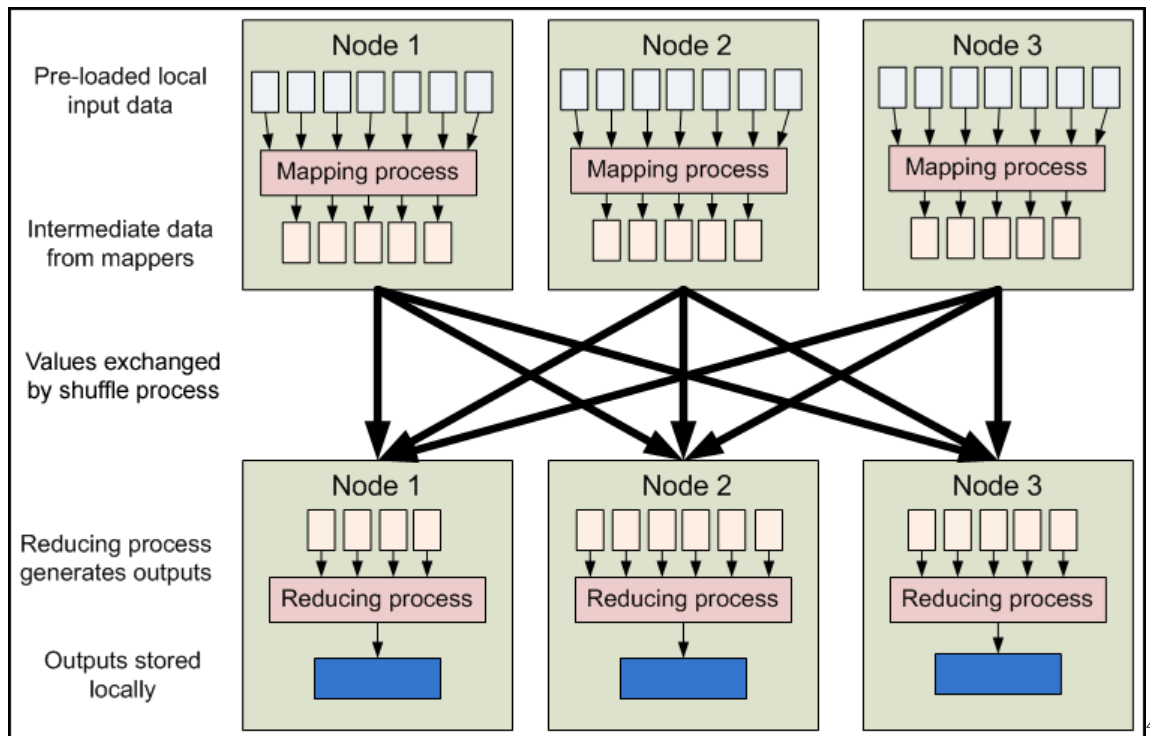 Node 1
Node 2
Node 3
Pre-loaded local
input data
Mapping process
Mapping process
Mapping process
Intermediate data
from mappers
Values exchanged
by shuffle process
Node 1
Node 2
Node 3
Reducing process
generates outputs
Reducing process
Reducing process
Reducing process
Outputs stored
locally